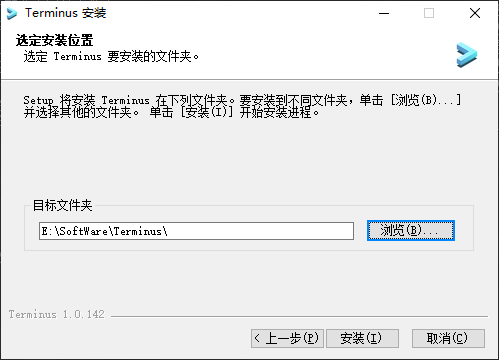 Terminus 安装
选定安装位置
选定 Terminus 要安装的文件夹。
Setup 将安装 Terminus 在下列文件夹。要安装到不同文件夹，单击 [浏览(B)...]
并选择其他的文件夹。 单击 [安装(I)] 开始安装进程。
目标文件夹
E:\SoftWare\Terminus\
浏览(B)...
Terminus 1.0.142
< 上一步(P)
安装(I)
取消(C)